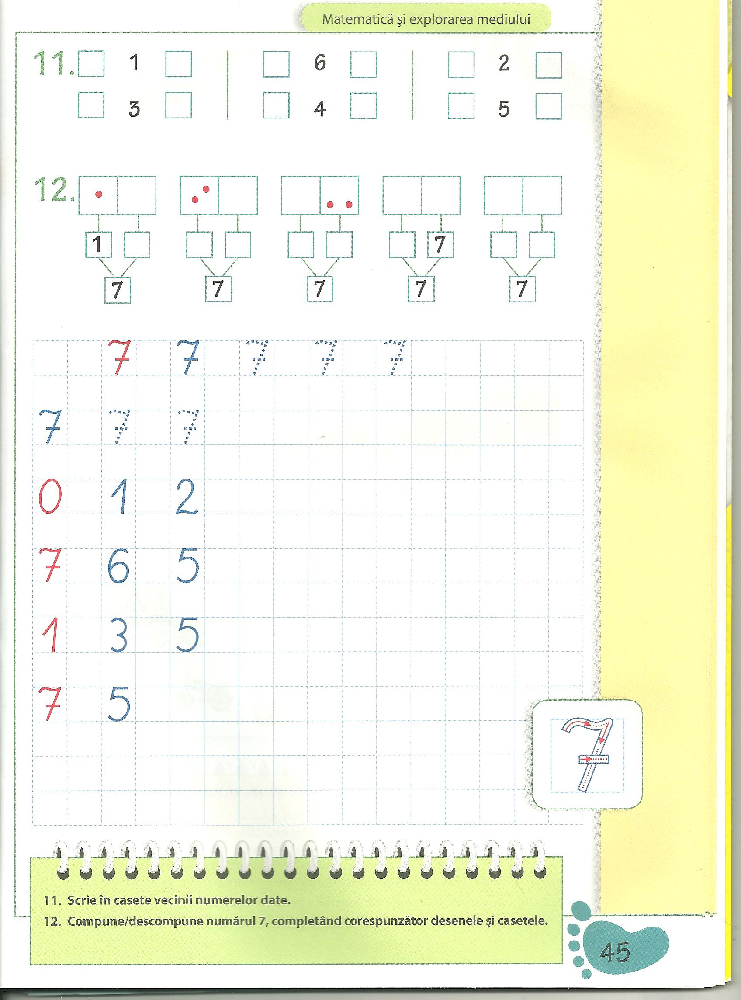 Matematică şi explorarea mediului
11. 1 6 2
3 4 5
12.
1 7
7 7 7 7 7
7 7 7 7 7
7 7 7
0 1 2
7 6 5
1 3 5
7 5
7
11. Scrie în casete vecinii numerelor date.
12. Compune/descompune numărul 7, completând corespunzător desenele şi casetele.
45